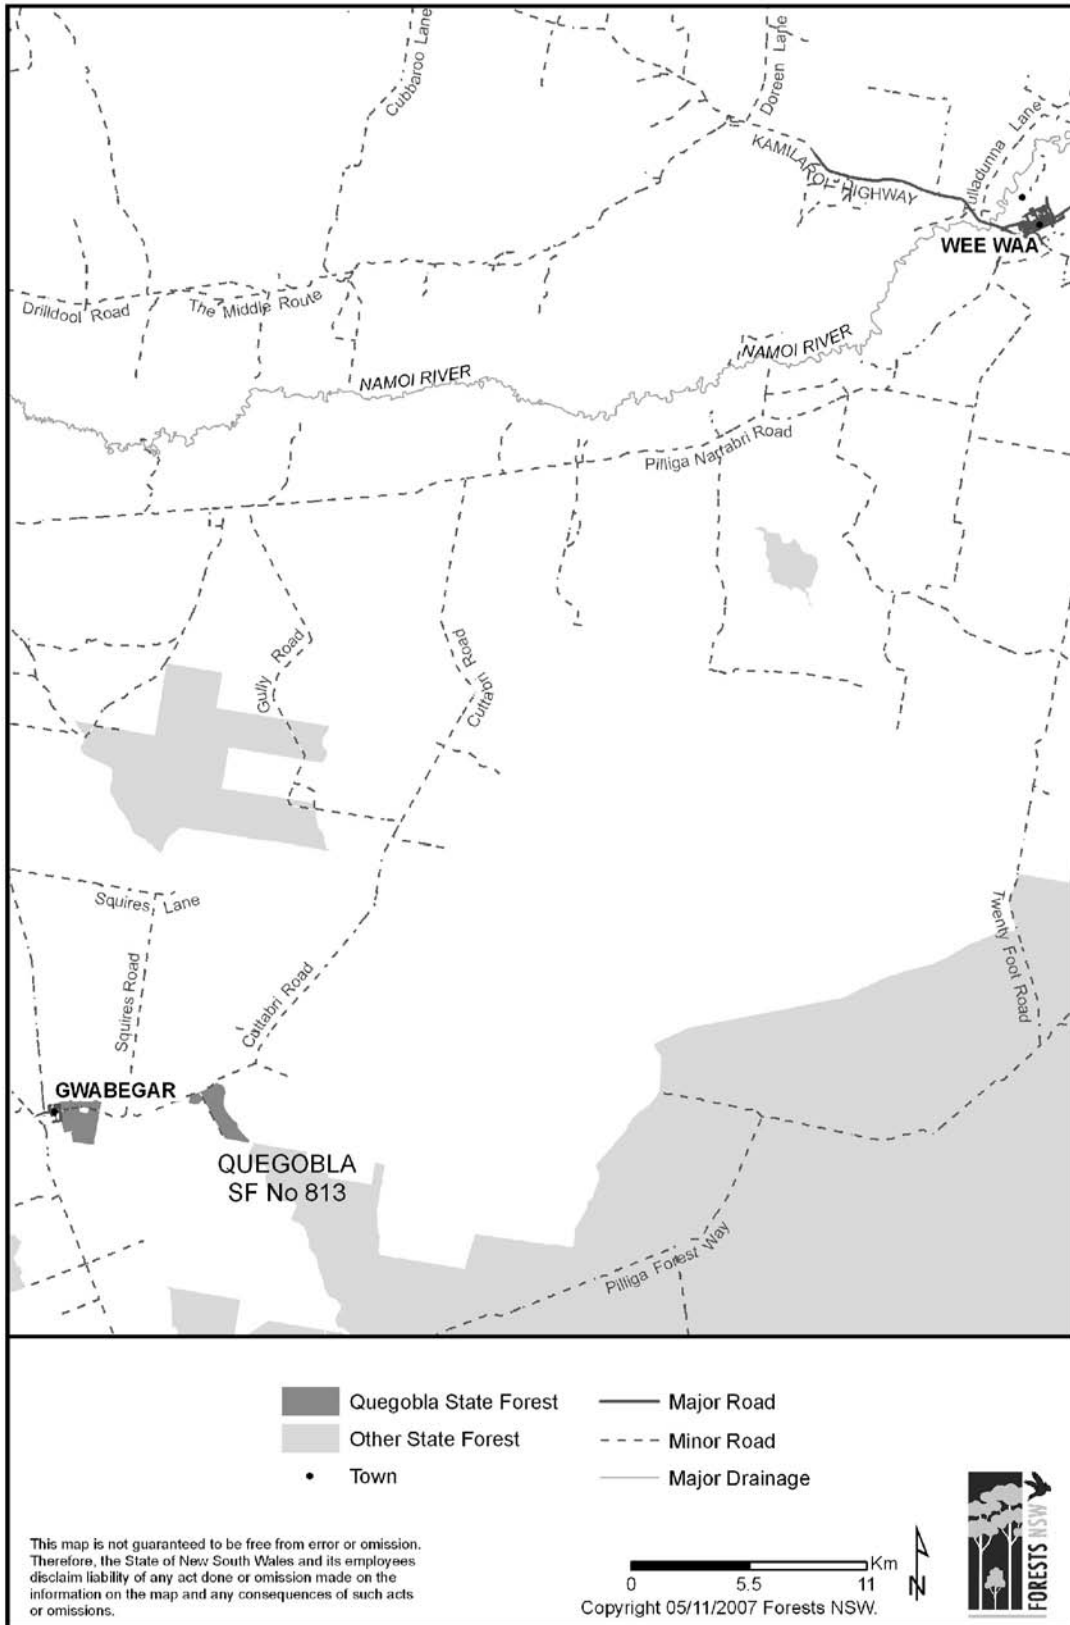 Cubbaroo Lane
Doreen Lane
KAMILAROI HIGHWAY
Lane
WEE WAA
Drilldool Road
The Middle Route
NAMOI RIVER
NAMOI RIVER
Pilliga Narrabri Road
Gully Road
Cuttabri Road
Squires Lane
Squires Road
Cuttabri Road
Twenty Foot Road
GWABEGAR
QUEGOBLA
SF No 813
Pilliga Forest Way
Quegobla State Forest
Other State Forest
Town
Major Road
Minor Road
Major Drainage
This map is not guaranteed to be free from error or omission.
Therefore, the State of New South Wales and its employees
disclaim liability of any act done or omission made on the
information on the map and any consequences of such acts
or omissions.
Km
0 5.5 11
N
Copyright 05/11/2007 Forests NSW.
FORESTS NSW